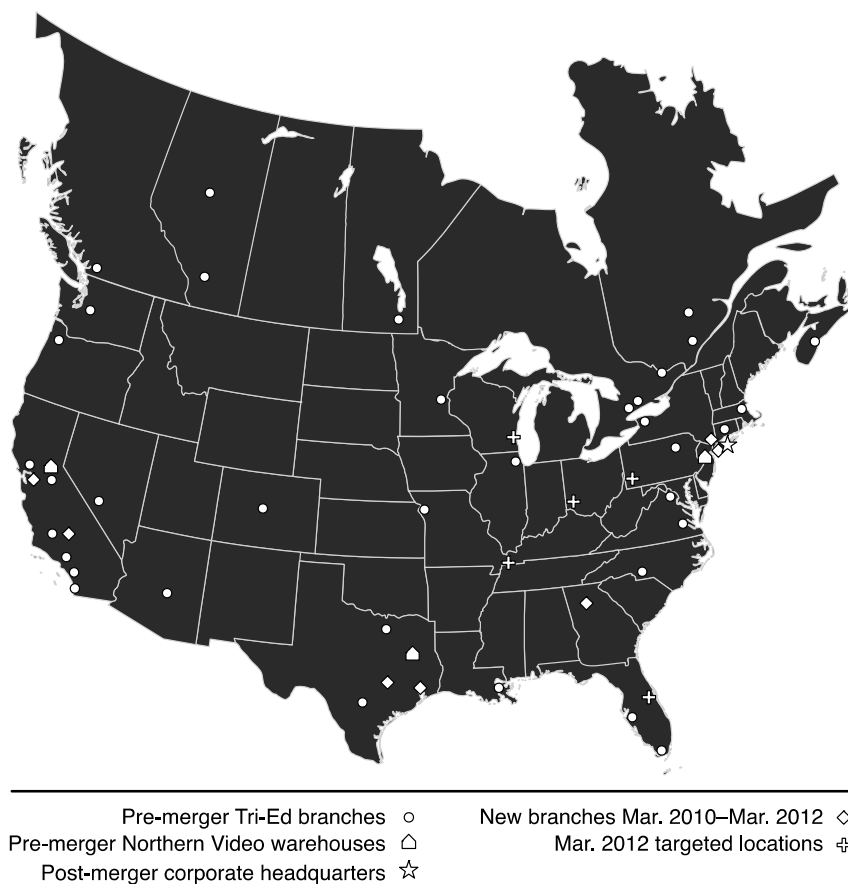 Pre-merger Tri-Ed branches
Pre-merger Northern Video warehouses
Post-merger corporate headquarters
New branches Mar. 2010–Mar. 2012
Mar. 2012 targeted locations